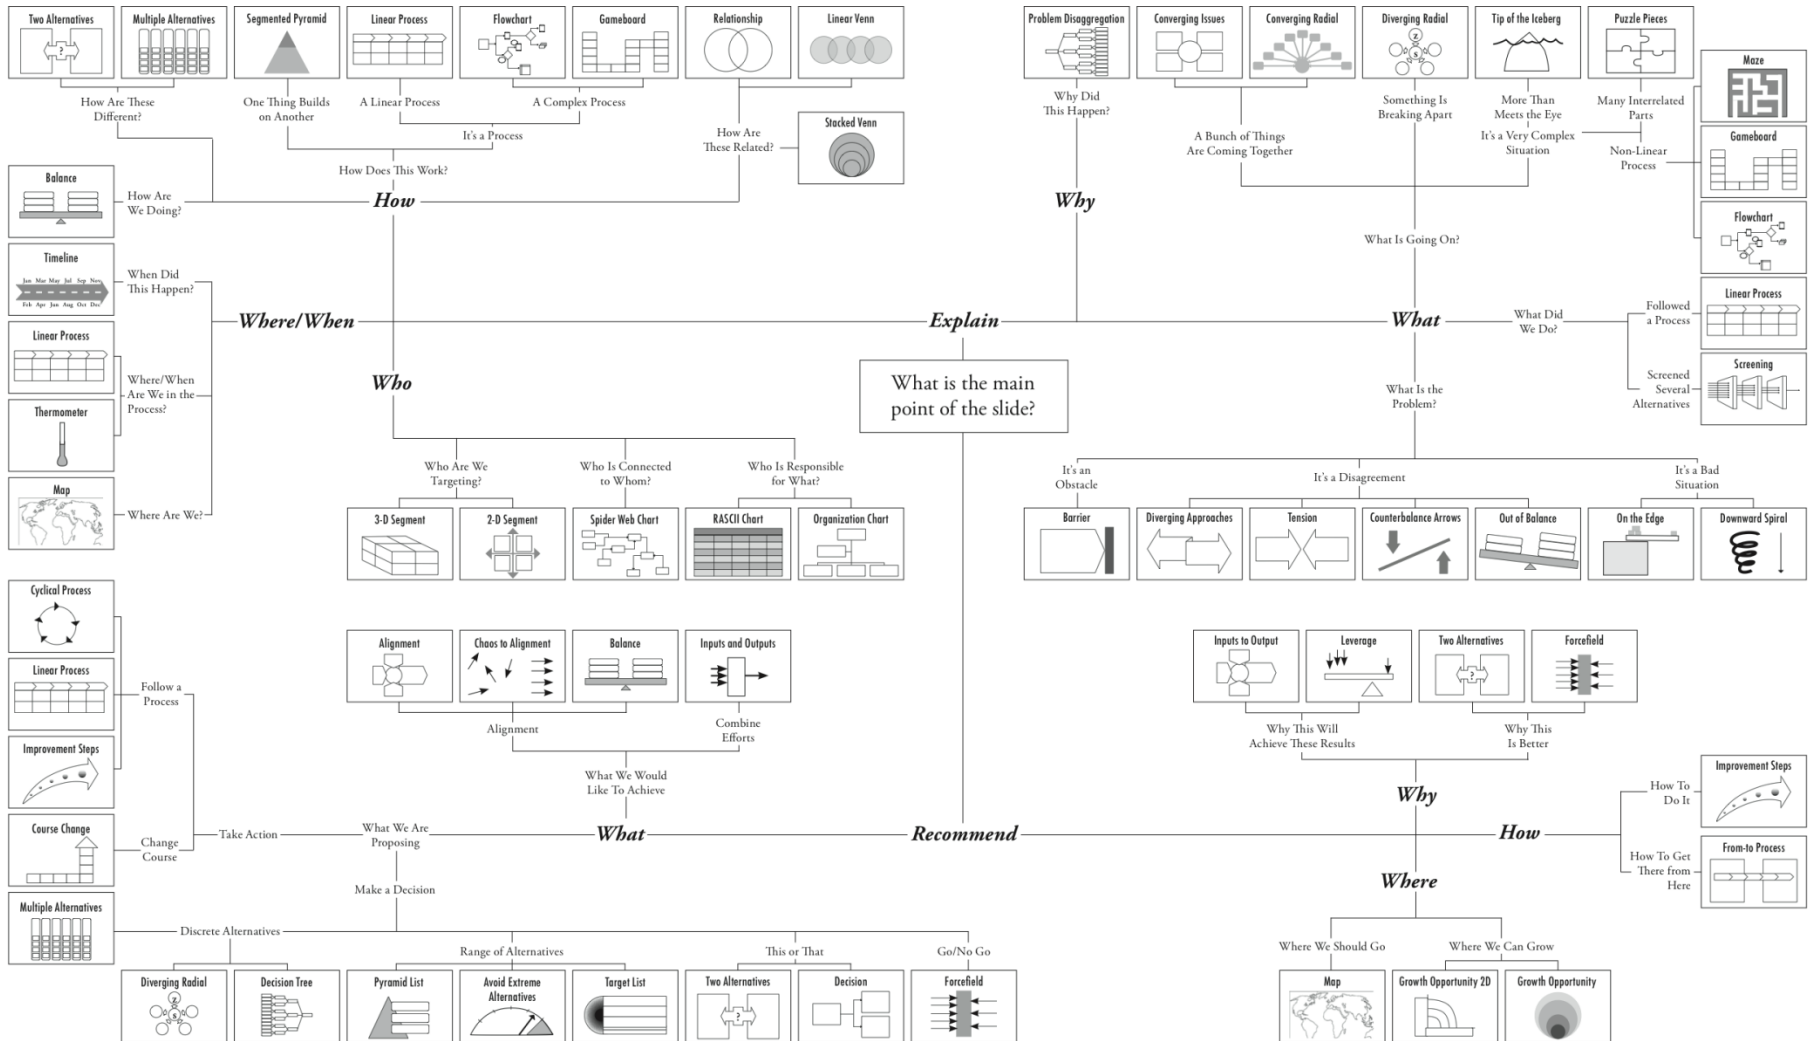 Two Alternatives
Multiple Alternatives
Segmented Pyramid
Linear Process
Flowchart
Gameboard
Relationship
Linear Venn
Problem Disaggregation
Converging Issues
Converging Radial
Diverging Radial
Z
S
Tip of the Iceberg
Puzzle Pieces
?
How Are These
Different?
One Thing Builds
on Another
A Linear Process
A Complex Process
It's a Process
How Does This Work?
How Are
These Related?
Stacked Venn
Why Did
This Happen?
A Bunch of Things
Are Coming Together
Something Is
Breaking Apart
More Than
Meets the Eye
It's a Very Complex
Situation
Many Interrelated
Parts
Non-Linear
Process
Maze
Gameboard
Flowchart
Balance
How Are
We Doing?
How
Why
What Is Going On?
Timeline
Jan Mar May Jul Sep Nov
Feb Apr Jun Aug Oct Dec
When Did
This Happen?
Linear Process
Where/When
Are We in the
Process?
Thermometer
Map
Where Are We?
Where/When
Explain
What
What Did
We Do?
Followed
a Process
Linear Process
Screened
Several
Alternatives
Screening
Who
What is the main
point of the slide?
What Is the
Problem?
Who Are We
Targeting?
Who Is Connected
to Whom?
Who Is Responsible
for What?
3-D Segment
2-D Segment
Spider Web Chart
RASCII Chart
Organization Chart
It's an
Obstacle
It's a Disagreement
It's a Bad
Situation
Barrier
Diverging Approaches
Tension
Counterbalance Arrows
Out of Balance
On the Edge
Downward Spiral
Cyclical Process
Linear Process
Improvement Steps
Course Change
Follow a
Process
Change
Course
Take Action
Alignment
Chaos to Alignment
Balance
Inputs and Outputs
Alignment
Combine
Efforts
What We Would
Like To Achieve
What We Are
Proposing
What
Recommend
Inputs to Output
Leverage
Two Alternatives
?
Forcefield
Why This Will
Achieve These Results
Why This
Is Better
Why
How
How To
Do It
Improvement Steps
How To Get
There from
Here
From-to Process
Where
Where We Should Go
Where We Can Grow
Map
Growth Opportunity 2D
Growth Opportunity
Make a Decision
Multiple Alternatives
Discrete Alternatives
Range of Alternatives
This or That
Go/No Go
Diverging Radial
Z
S
Decision Tree
Pyramid List
Avoid Extreme
Alternatives
Target List
Two Alternatives
?
Decision
Forcefield